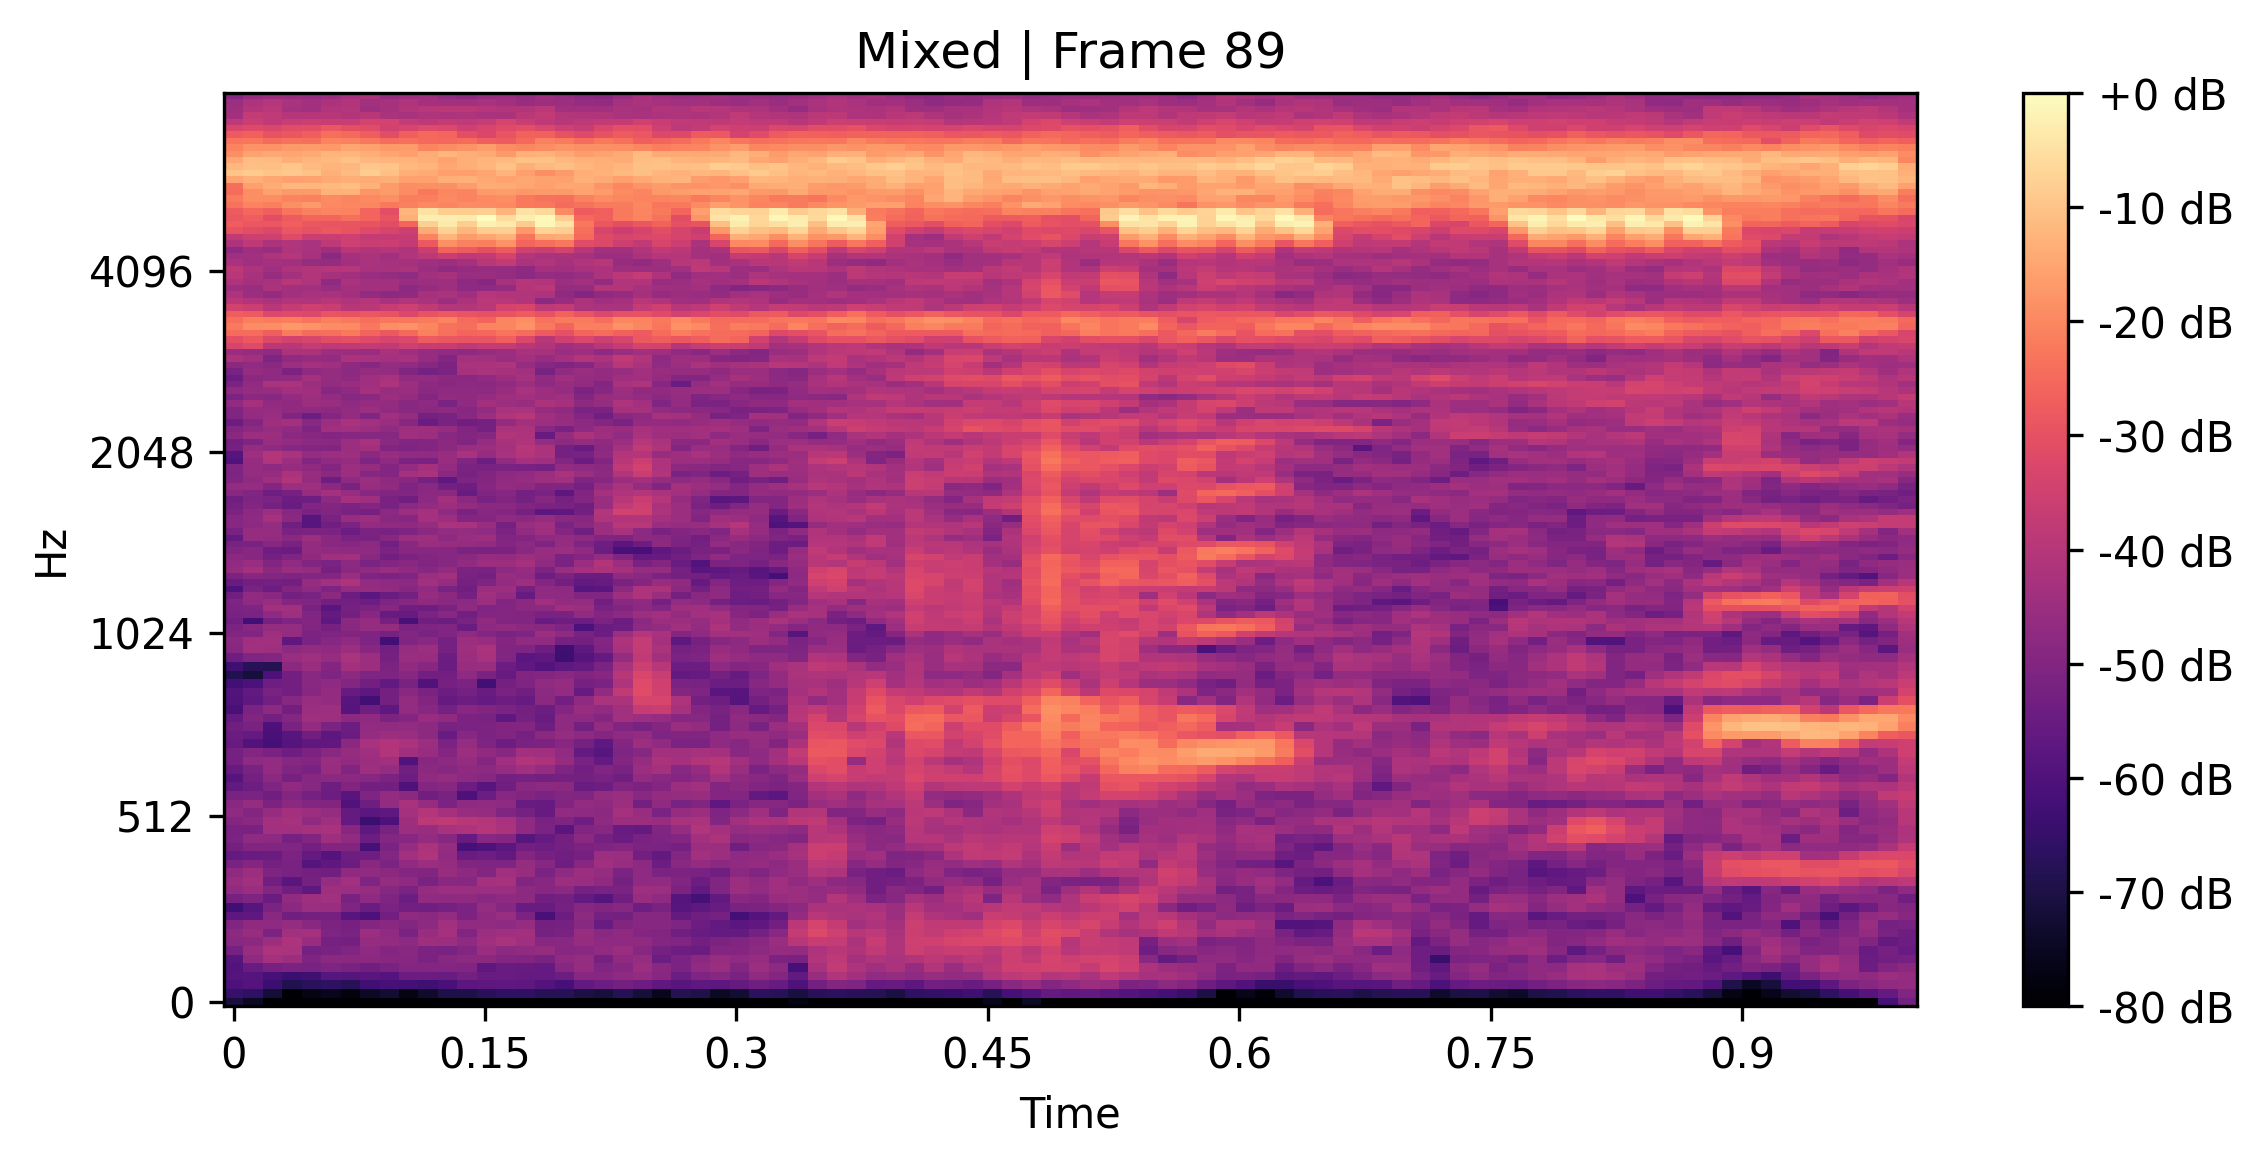 Mixed | Frame 89
+0 dB
-10 dB
-20 dB
-30 dB
-40 dB
-50 dB
-60 dB
-70 dB
-80 dB
Hz
4096
2048
1024
512
0
0 0.15 0.3 0.45 0.6 0.75 0.9
Time